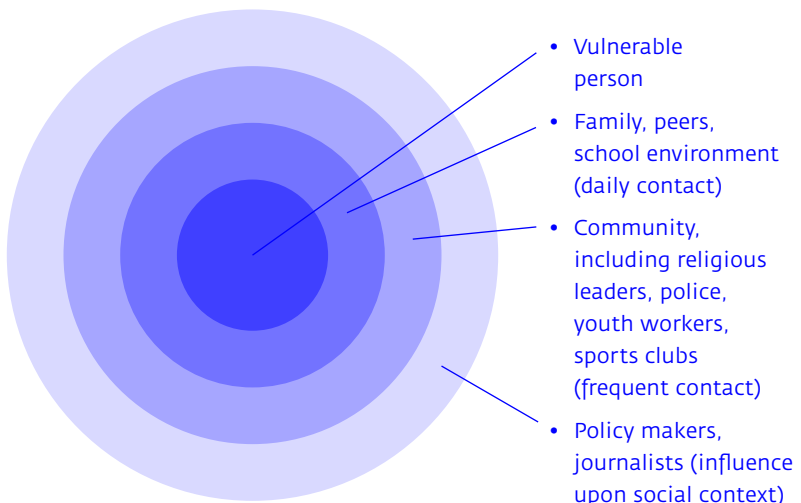 • Vulnerable
person
• Family, peers,
school environment
(daily contact)
• Community,
including religious
leaders, police,
youth workers,
sports clubs
(frequent contact)
• Policy makers,
journalists (influence
upon social context)